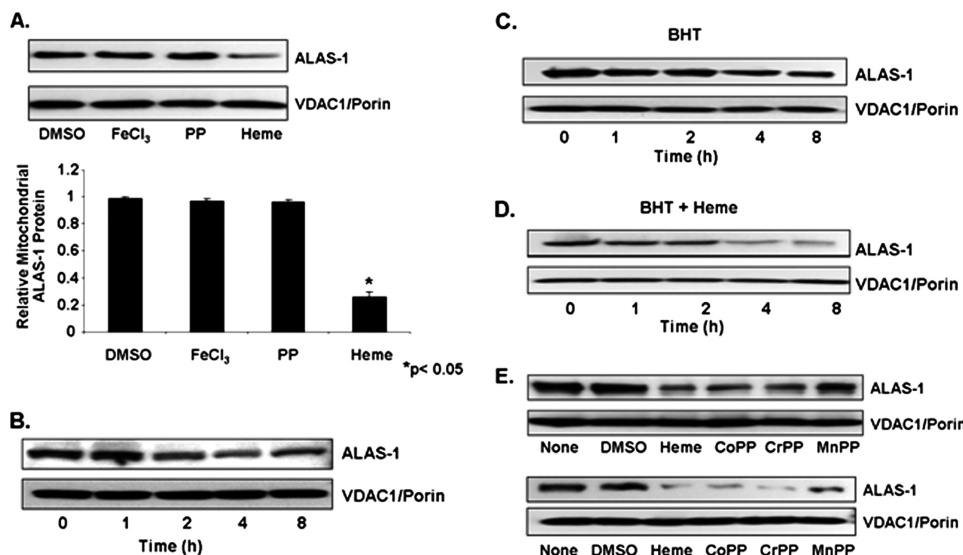 A.
ALAS-1
VDAC1/Porin
DMSO FeCl₃ PP Heme
Relative Mitochondrial
ALAS-1 Protein
1.2
1
0.8
0.6
0.4
0.2
0
*
DMSO FeCl₃ PP Heme
*p< 0.05
B.
ALAS-1
VDAC1/Porin
0 1 2 4 8
Time (h)
C.
BHT
ALAS-1
VDAC1/Porin
0 1 2 4 8
Time (h)
D.
BHT + Heme
ALAS-1
VDAC1/Porin
0 1 2 4 8
Time (h)
E.
ALAS-1
VDAC1/Porin
None DMSO Heme CoPP CrPP MnPP
ALAS-1
VDAC1/Porin
None DMSO Heme CoPP CrPP MnPP